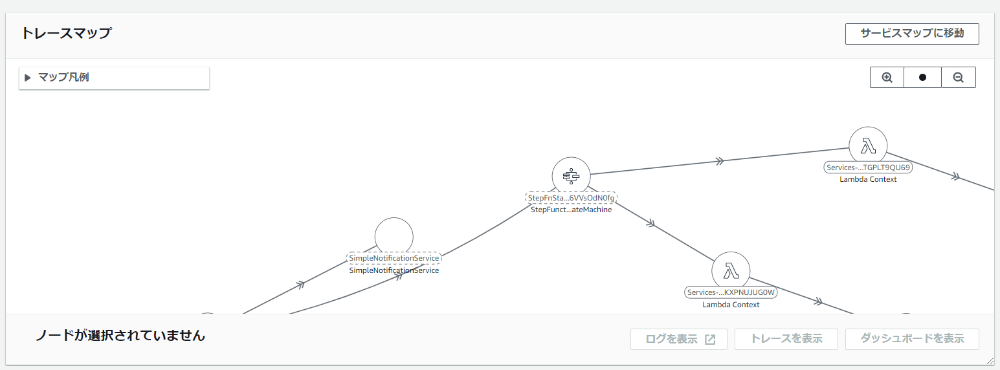 トレースマップ
サービスマップに移動
マップ凡例
Services-...TGPLT9QU69
Lambda Context
StepFnSta...6VVsOdN0fg
StepFunct...ateMachine
SimpleNotificationService
SimpleNotificationService
Services-...KXPNUJUG0W
Lambda Context
ノードが選択されていません
ログを表示
トレースを表示
ダッシュボードを表示